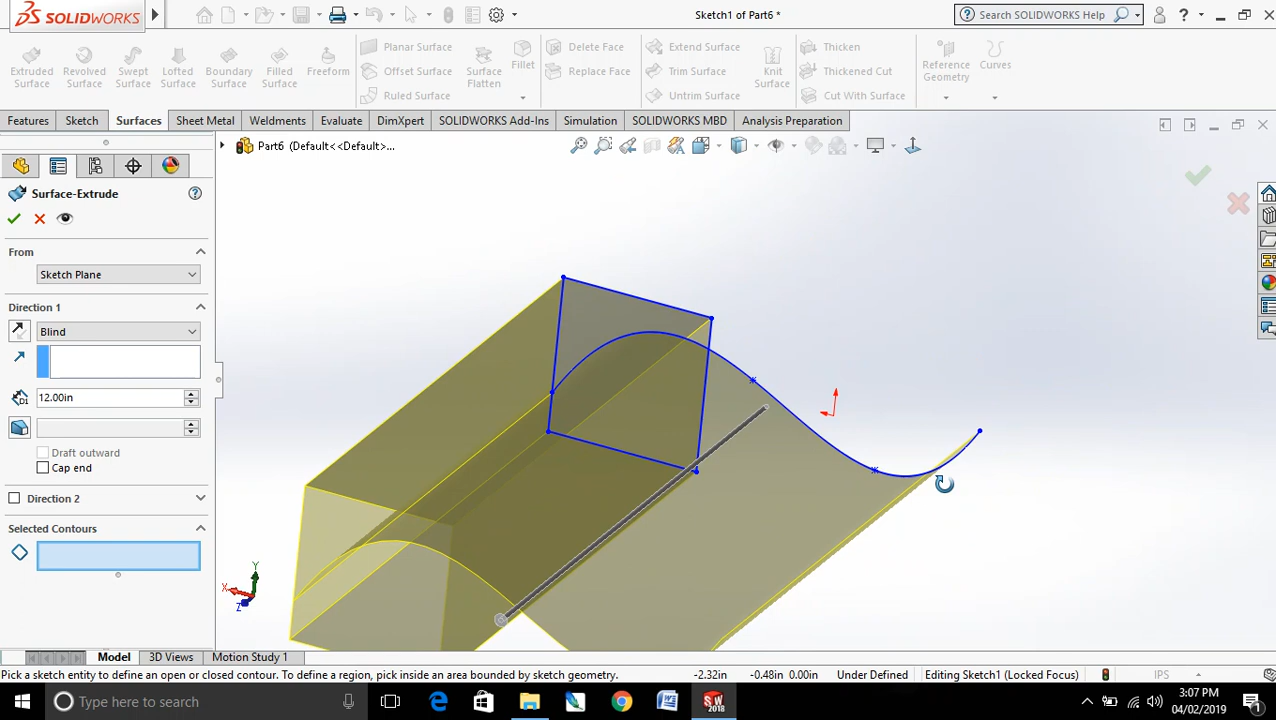 SOLIDWORKS
Sketch1 of Part6 *
Search SOLIDWORKS Help
?
Extruded Surface
Revolved Surface
Swept Surface
Lofted Surface
Boundary Surface
Filled Surface
Freeform
Planar Surface
Offset Surface
Ruled Surface
Surface Flatten
Fillet
Delete Face
Replace Face
Extend Surface
Trim Surface
Untrim Surface
Knit Surface
Thicken
Thickened Cut
Cut With Surface
Reference Geometry
Curves
Features Sketch Surfaces Sheet Metal Weldments Evaluate DimXpert SOLIDWORKS Add-Ins Simulation SOLIDWORKS MBD Analysis Preparation
Part6 (Default<<Default>...
Surface-Extrude
?
From
Sketch Plane
Direction 1
Blind
D1
12.00in
Draft outward
Cap end
Direction 2
Selected Contours
Y
X
Z
Model 3D Views Motion Study 1
Pick a sketch entity to define an open or closed contour. To define a region, pick inside an area bounded by sketch geometry. -2.32in -0.48in 0.00in Under Defined Editing Sketch1 (Locked Focus) IPS
Type here to search
W
SW
2018
3:07 PM
04/02/2019
1